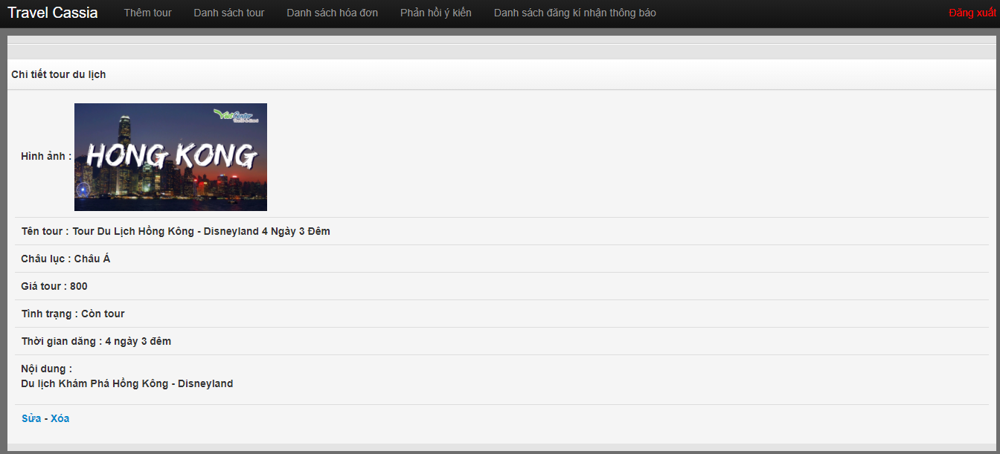 Travel Cassia Thêm tour Danh sách tour Danh sách hóa đơn Phản hồi ý kiến Danh sách đăng kí nhận thông báo Đăng xuất
Chi tiết tour du lịch
HONG KONG
Hình ảnh :
Tên tour : Tour Du Lịch Hồng Kông - Disneyland 4 Ngày 3 Đêm
Châu lục : Châu Á
Giá tour : 800
Tình trạng : Còn tour
Thời gian dăng : 4 ngày 3 đêm
Nội dung :
Du lịch Khám Phá Hồng Kông - Disneyland
Sửa - Xóa